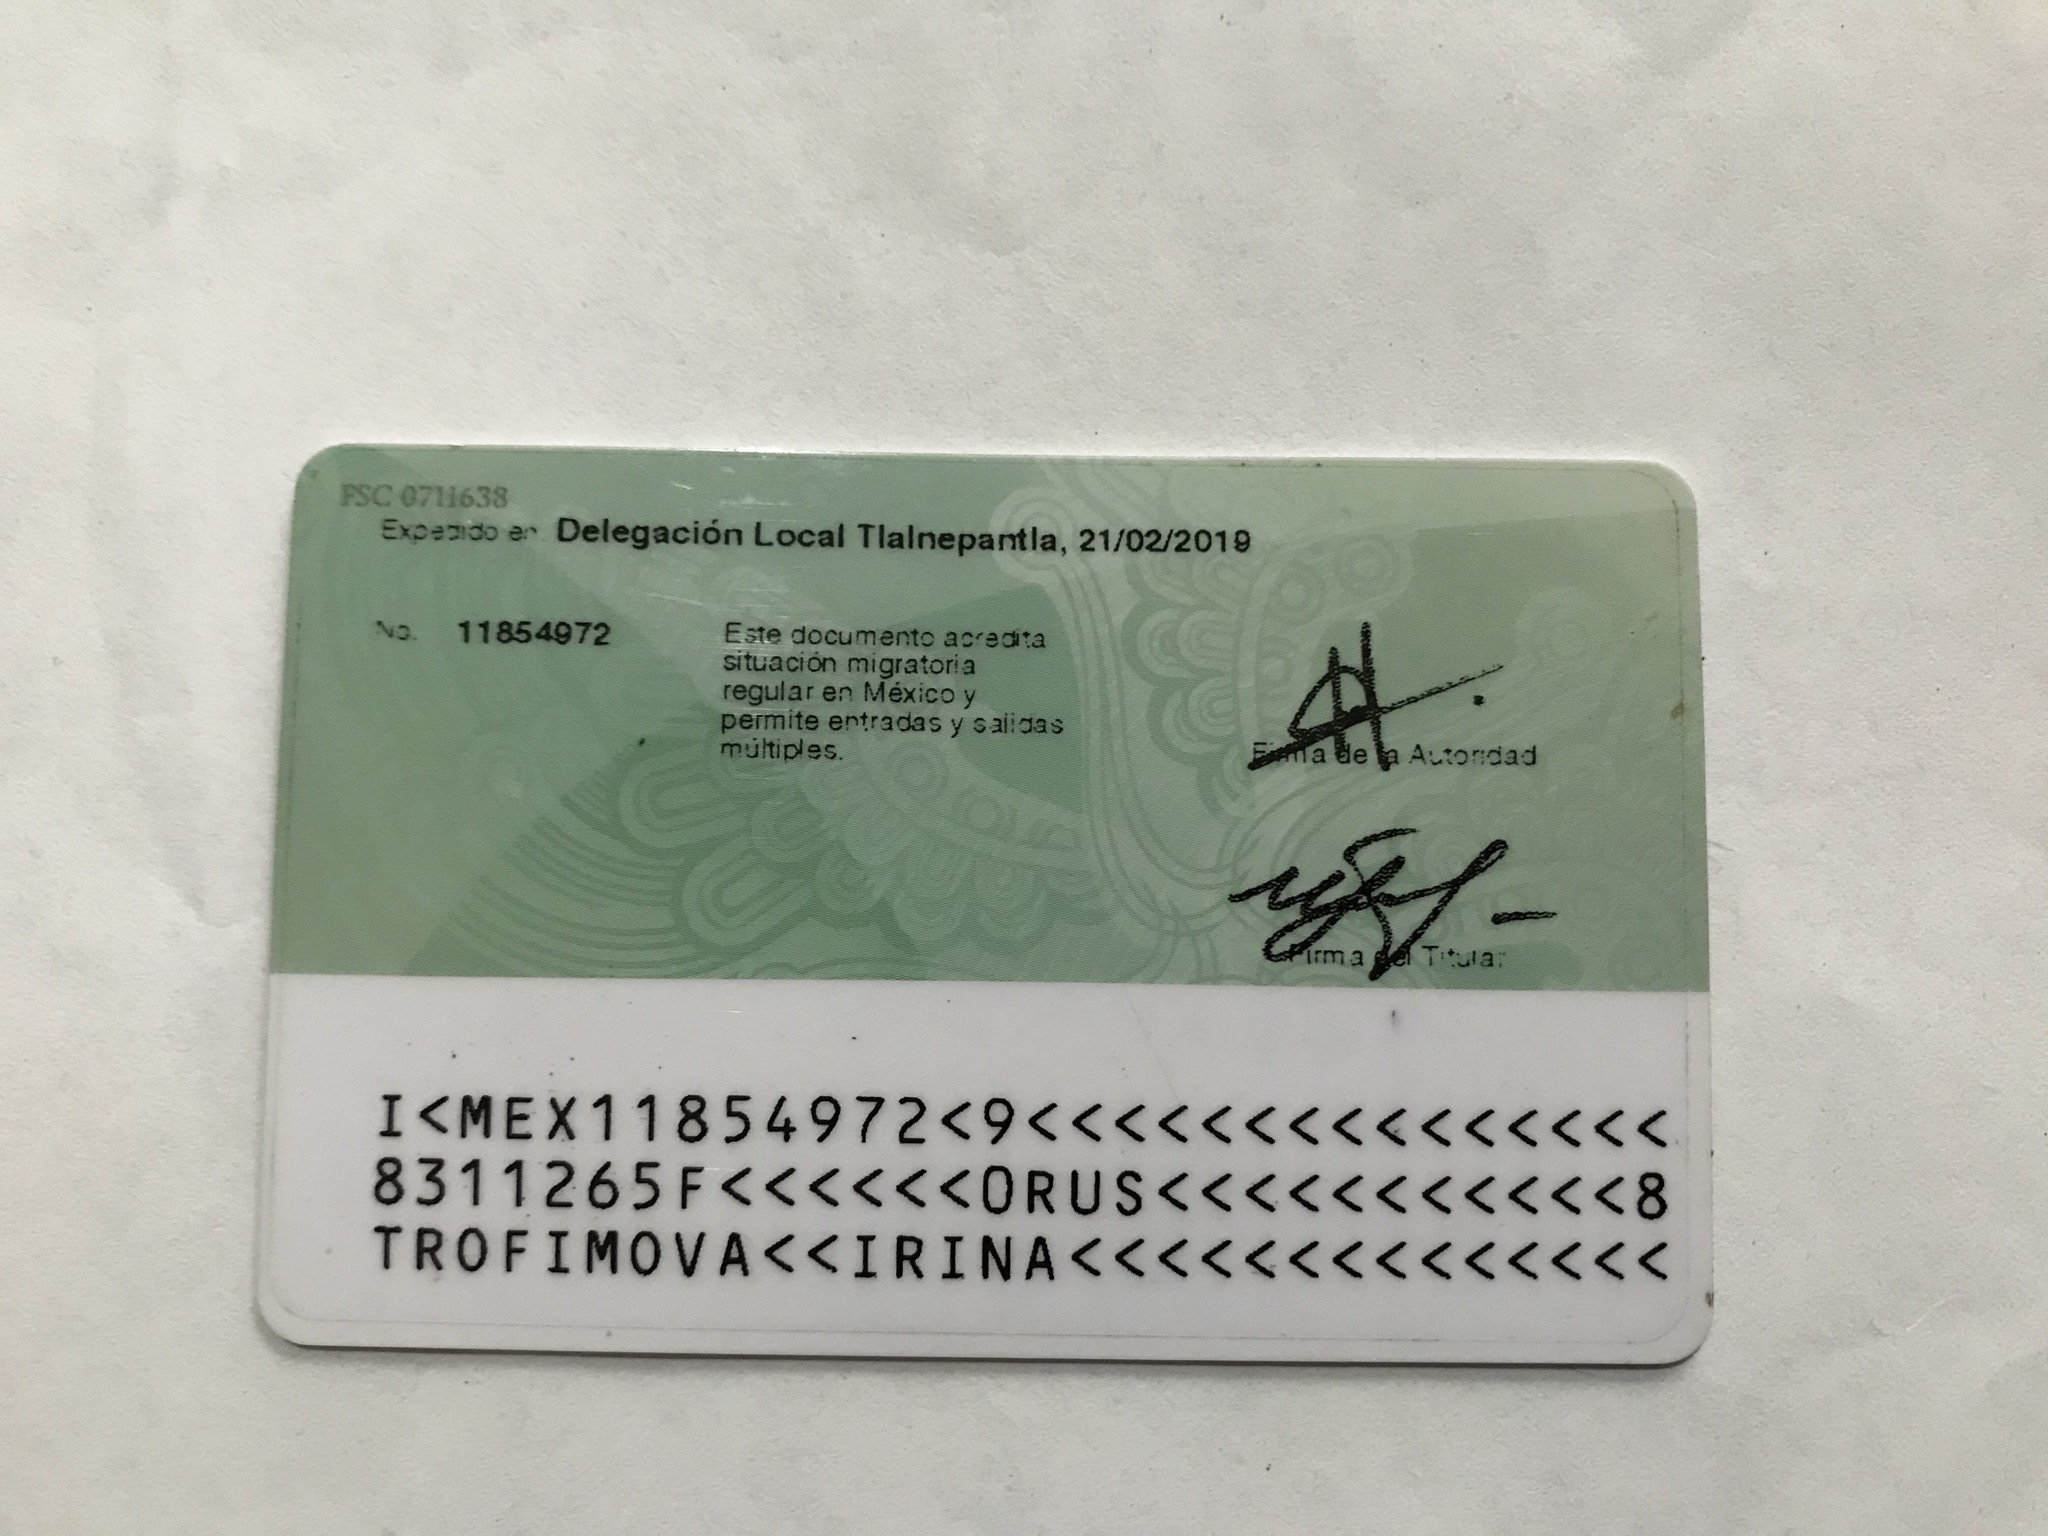 PSC 0711638
Expedido en Delegación Local Tlalnepantla, 21/02/2019
No. 11854972
Este documento acredita
situación migratoria
regular en México y
permite entradas y salidas
múltiples.
Firma de la Autoridad
Firma del Titular
I<MEX11854972<9<<<<<<<<<<<<<<<
8311265F<<<<<<0RUS<<<<<<<<<<<8
TROFIMOVA<<IRINA<<<<<<<<<<<<<<